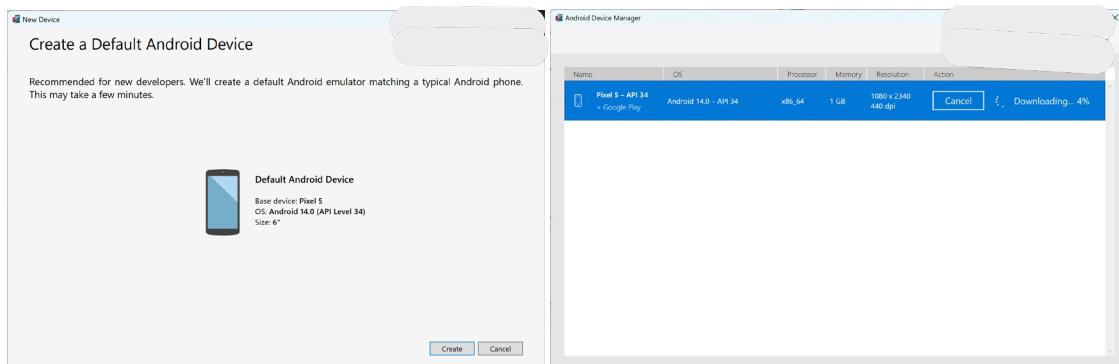 New Device
Create a Default Android Device
Recommended for new developers. We'll create a default Android emulator matching a typical Android phone.
This may take a few minutes.
Default Android Device
Base device: Pixel 5
OS: Android 14.0 (API Level 34)
Size: 6"
Create Cancel
Android Device Manager
Name OS Processor Memory Resolution Action
Pixel 5 – API 34
+ Google Play
Android 14.0 – API 34
x86_64
1 GB
1080 x 2340
440 dpi
Cancel
Downloading... 4%